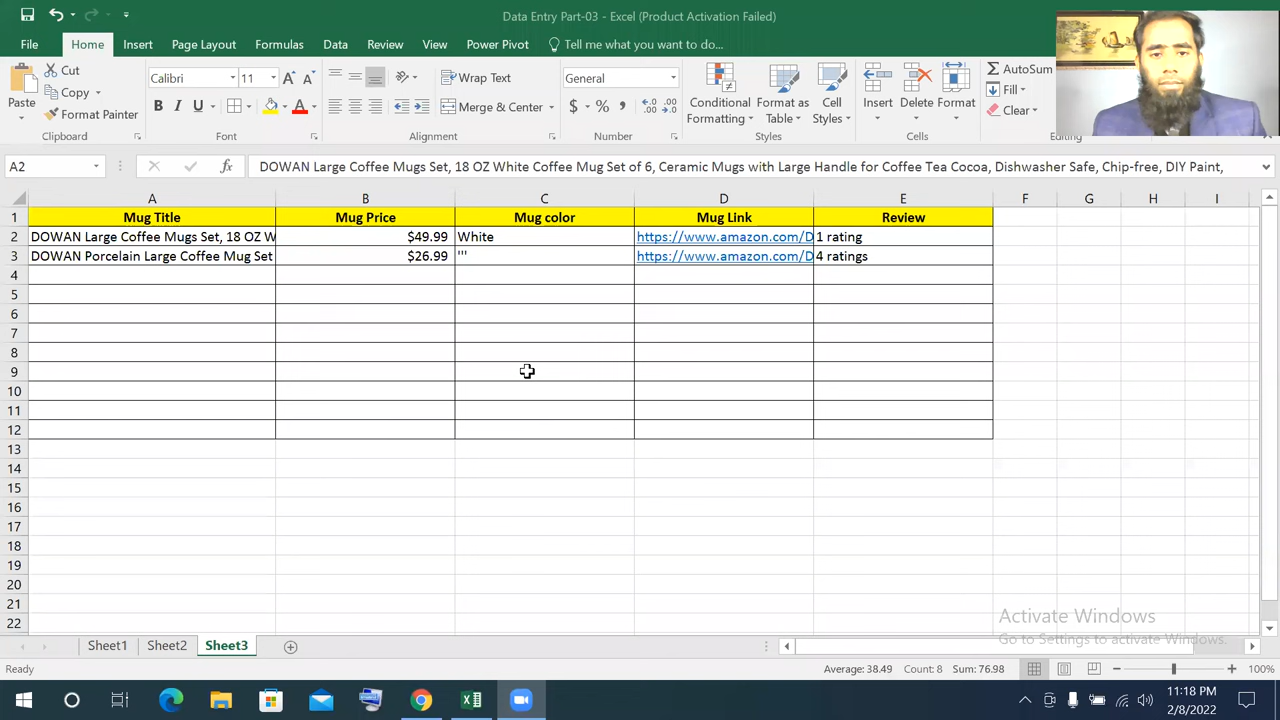 Data Entry Part-03 - Excel (Product Activation Failed)
File Home Insert Page Layout Formulas Data Review View Power Pivot Tell me what you want to do...
Paste
Cut
Copy
Format Painter
Clipboard
Calibri 11
B I U
Font
Wrap Text
Merge & Center
Alignment
General
$ % ,
Number
Conditional Formatting
Format as Table
Cell Styles
Styles
Insert Delete Format
Cells
AutoSum
Fill
Clear
Editing
A2 fx DOWAN Large Coffee Mugs Set, 18 OZ White Coffee Mug Set of 6, Ceramic Mugs with Large Handle for Coffee Tea Cocoa, Dishwasher Safe, Chip-free, DIY Paint,
A B C D E F G H I
1 Mug Title Mug Price Mug color Mug Link Review
2 DOWAN Large Coffee Mugs Set, 18 OZ W $49.99 White https://www.amazon.com/D 1 rating
3 DOWAN Porcelain Large Coffee Mug Set $26.99 ''' https://www.amazon.com/D 4 ratings
4
5
6
7
8
9
10
11
12
13
14
15
16
17
18
19
20
21
22
Activate Windows
Go to Settings to activate Windows.
Sheet1 Sheet2 Sheet3
Ready Average: 38.49 Count: 8 Sum: 76.98 100%
11:18 PM
2/8/2022